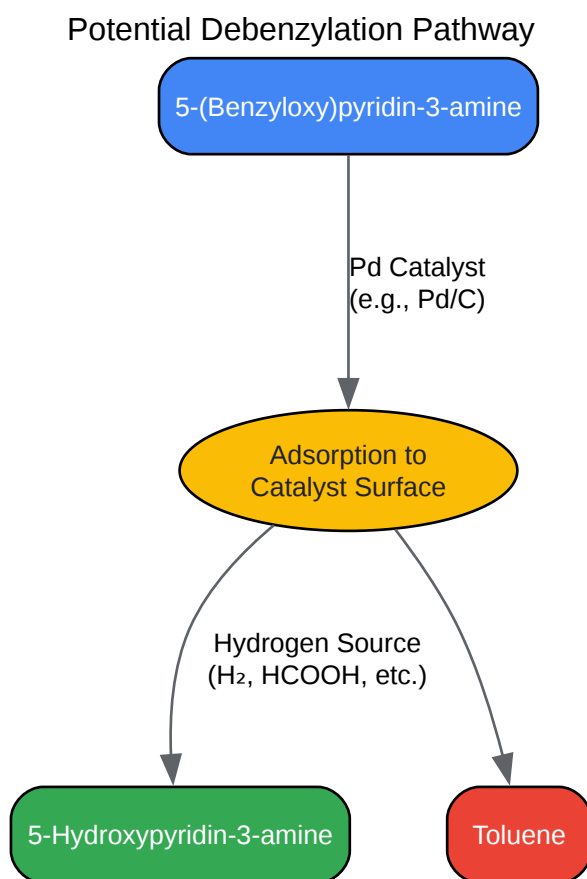 Potential Debenzylation Pathway
5-(Benzyloxy)pyridin-3-amine
Pd Catalyst
(e.g., Pd/C)
Adsorption to
Catalyst Surface
Hydrogen Source
(H₂, HCOOH, etc.)
5-Hydroxypyridin-3-amine
Toluene